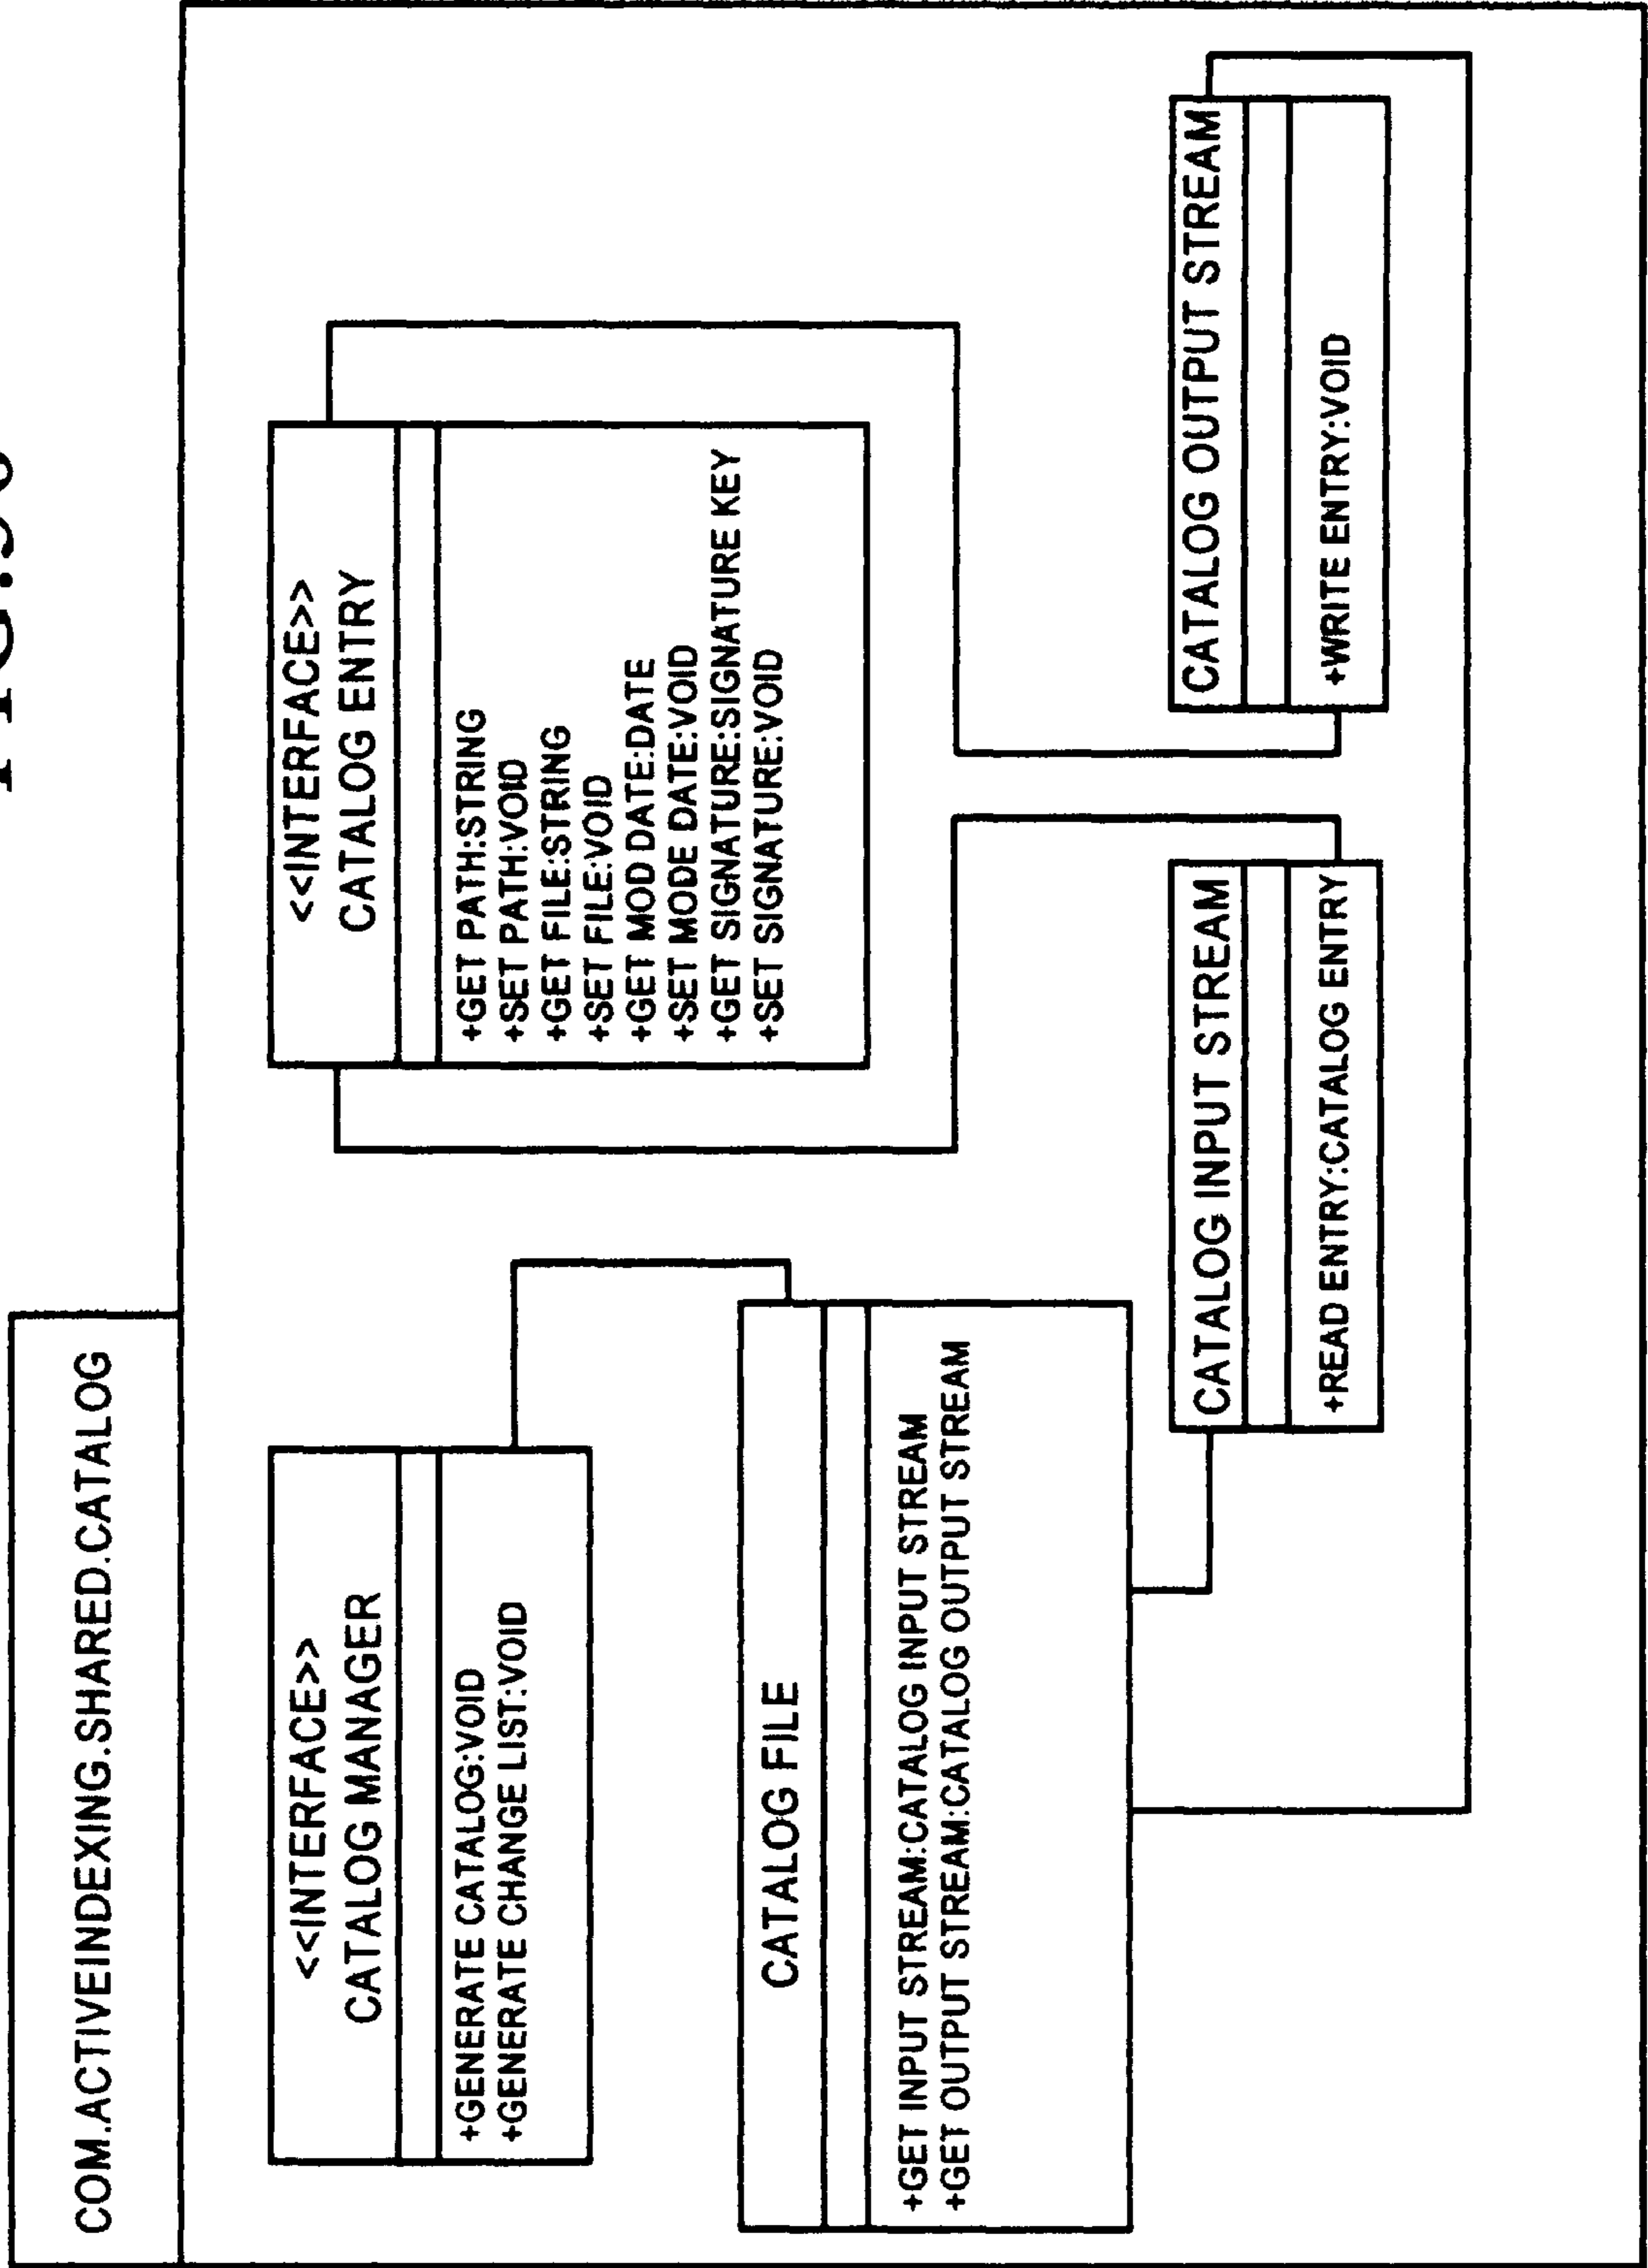 COM.ACTIVEINDEXING.SHARED.CATALOG
<<INTERFACE>>
CATALOG MANAGER
+GENERATE CATALOG:VOID
+GENERATE CHANGE LIST:VOID
<<INTERFACE>>
CATALOG ENTRY
+GET PATH:STRING
+SET PATH:VOID
+GET FILE:STRING
+SET FILE:VOID
+GET MOD DATE:DATE
+SET MODE DATE:VOID
+GET SIGNATURE:SIGNATURE KEY
+SET SIGNATURE:VOID
CATALOG FILE
+GET INPUT STREAM:CATALOG INPUT STREAM
+GET OUTPUT STREAM:CATALOG OUTPUT STREAM
CATALOG INPUT STREAM
+READ ENTRY:CATALOG ENTRY
CATALOG OUTPUT STREAM
+WRITE ENTRY:VOID